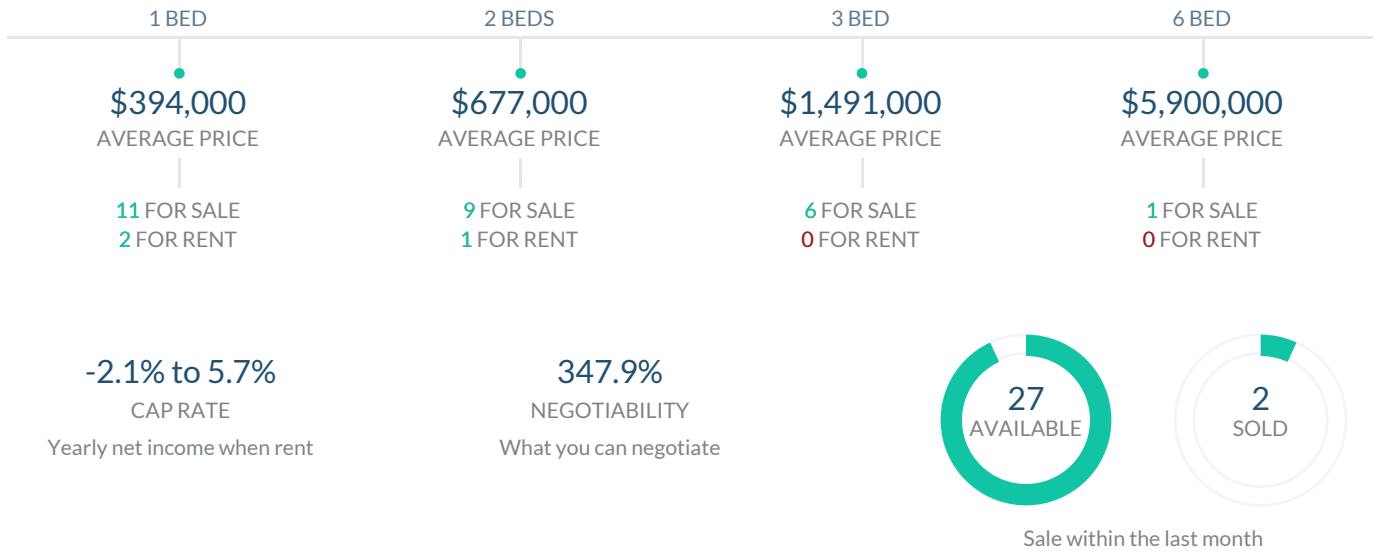 1 BED
2 BEDS
3 BED
6 BED
$394,000
$677,000
$1,491,000
$5,900,000
AVERAGE PRICE
AVERAGE PRICE
AVERAGE PRICE
AVERAGE PRICE
11 FOR SALE
9 FOR SALE
6 FOR SALE
1 FOR SALE
2 FOR RENT
1 FOR RENT
0 FOR RENT
0 FOR RENT
-2.1% to 5.7%
CAP RATE
Yearly net income when rent
347.9%
NEGOTIABILITY
What you can negotiate
27
AVAILABLE
2
SOLD
Sale within the last month